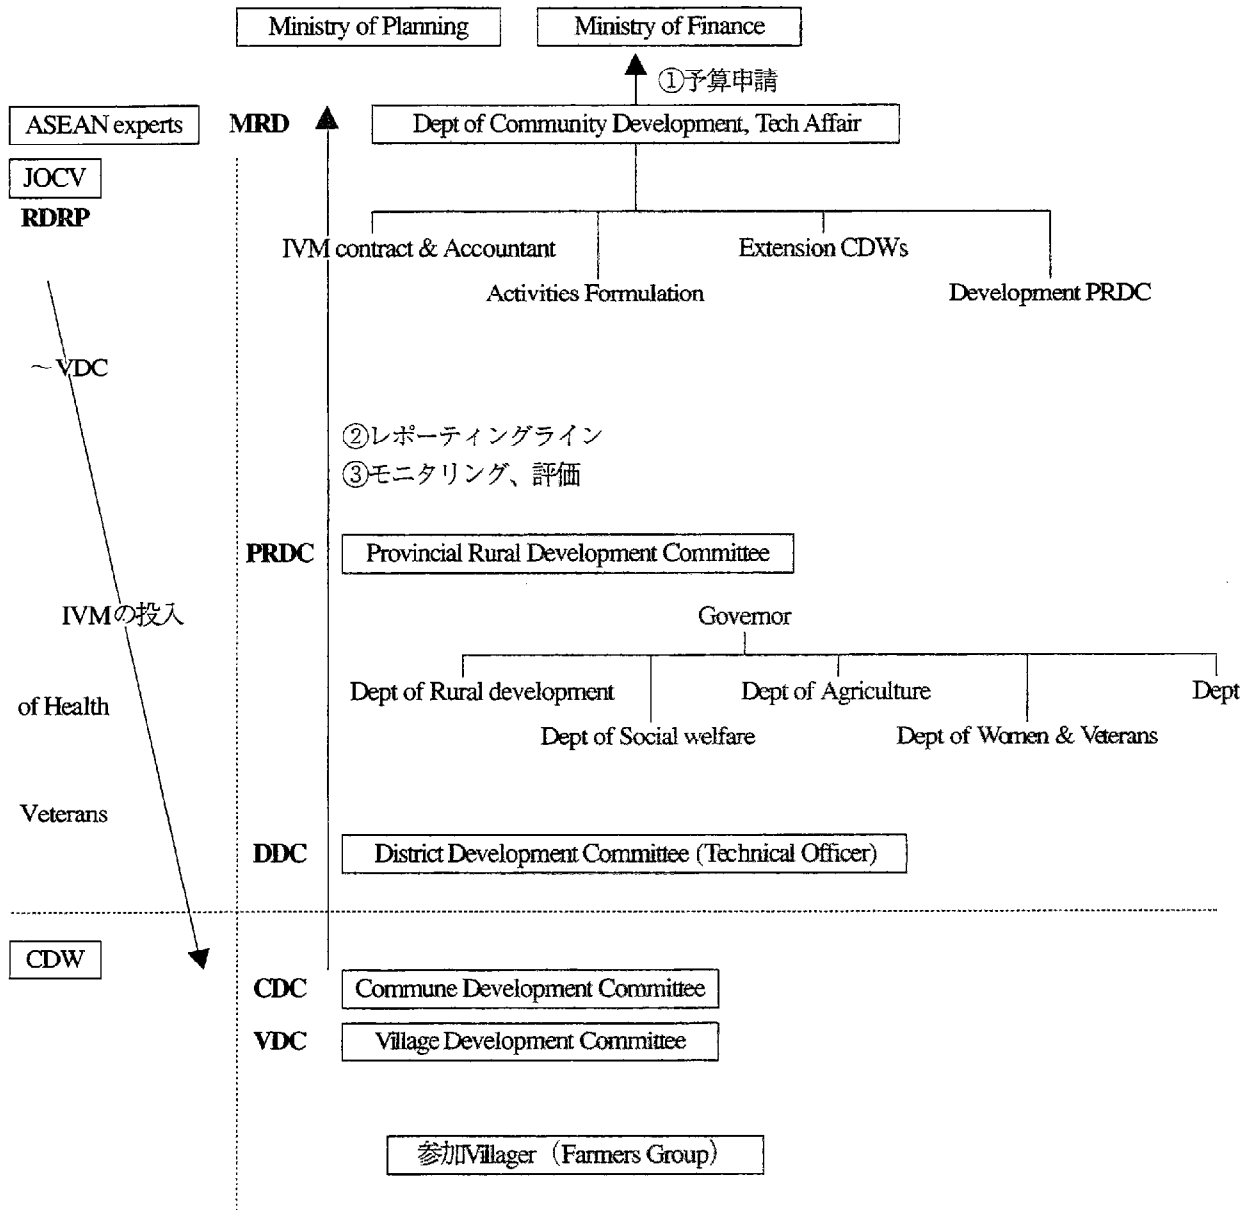 Ministry of Planning
Ministry of Finance
①予算申請
ASEAN experts
MRD
Dept of Community Development, Tech Affair
JOCV
RDRP
IVM contract & Accountant
Extension CDWs
Activities Formulation
Development PRDC
～VDC
②レポーティングライン
③モニタリング、評価
PRDC
Provincial Rural Development Committee
IVMの投入
Governor
Dept of Rural development
Dept of Agriculture
Dept
of Health
Dept of Social welfare
Dept of Women & Veterans
Veterans
DDC
District Development Committee (Technical Officer)
CDW
CDC
Commune Development Committee
VDC
Village Development Committee
参加Villager（Farmers Group）